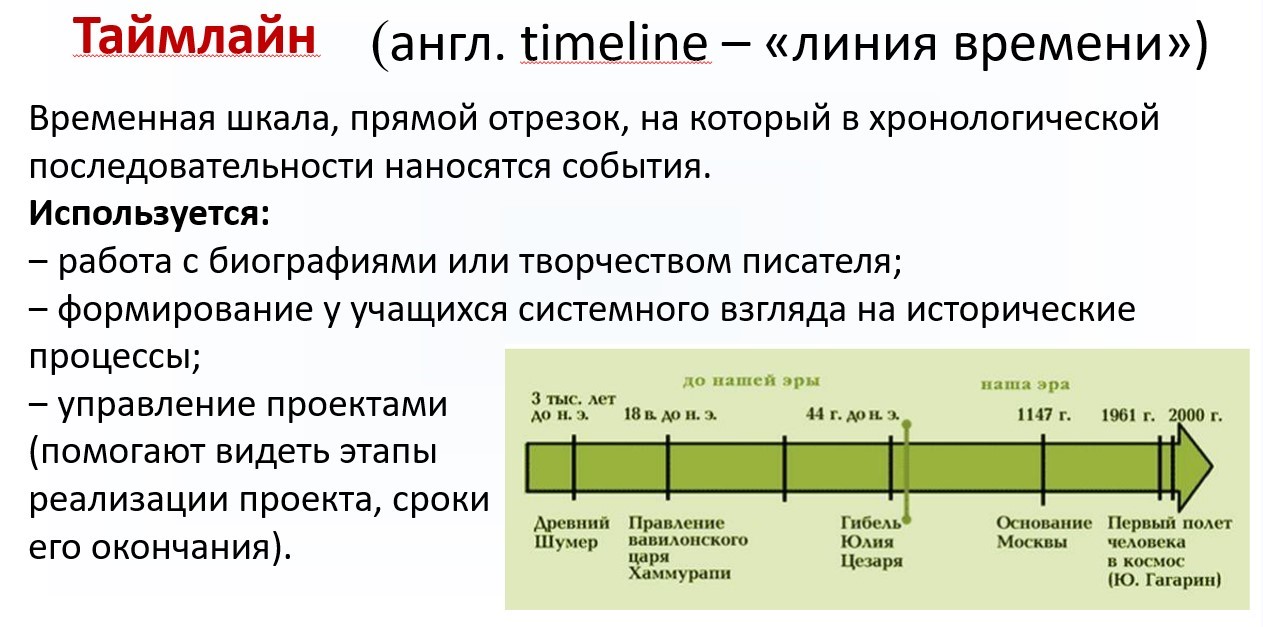 Таймлайн (англ. timeline – «линия времени»)
Временная шкала, прямой отрезок, на который в хронологической
последовательности наносятся события.
Используется:
– работа с биографиями или творчеством писателя;
– формирование у учащихся системного взгляда на исторические
процессы;
– управление проектами
(помогают видеть этапы
реализации проекта, сроки
его окончания).
до нашей эры
наша эра
3 тыс. лет
до н. э.
18 в. до н. э.
44 г. до н. э.
1147 г.
1961 г.
2000 г.
Древний
Шумер
Правление
вавилонского
царя
Хаммурапи
Гибель
Юлия
Цезаря
Основание
Москвы
Первый полет
человека
в космос
(Ю. Гагарин)